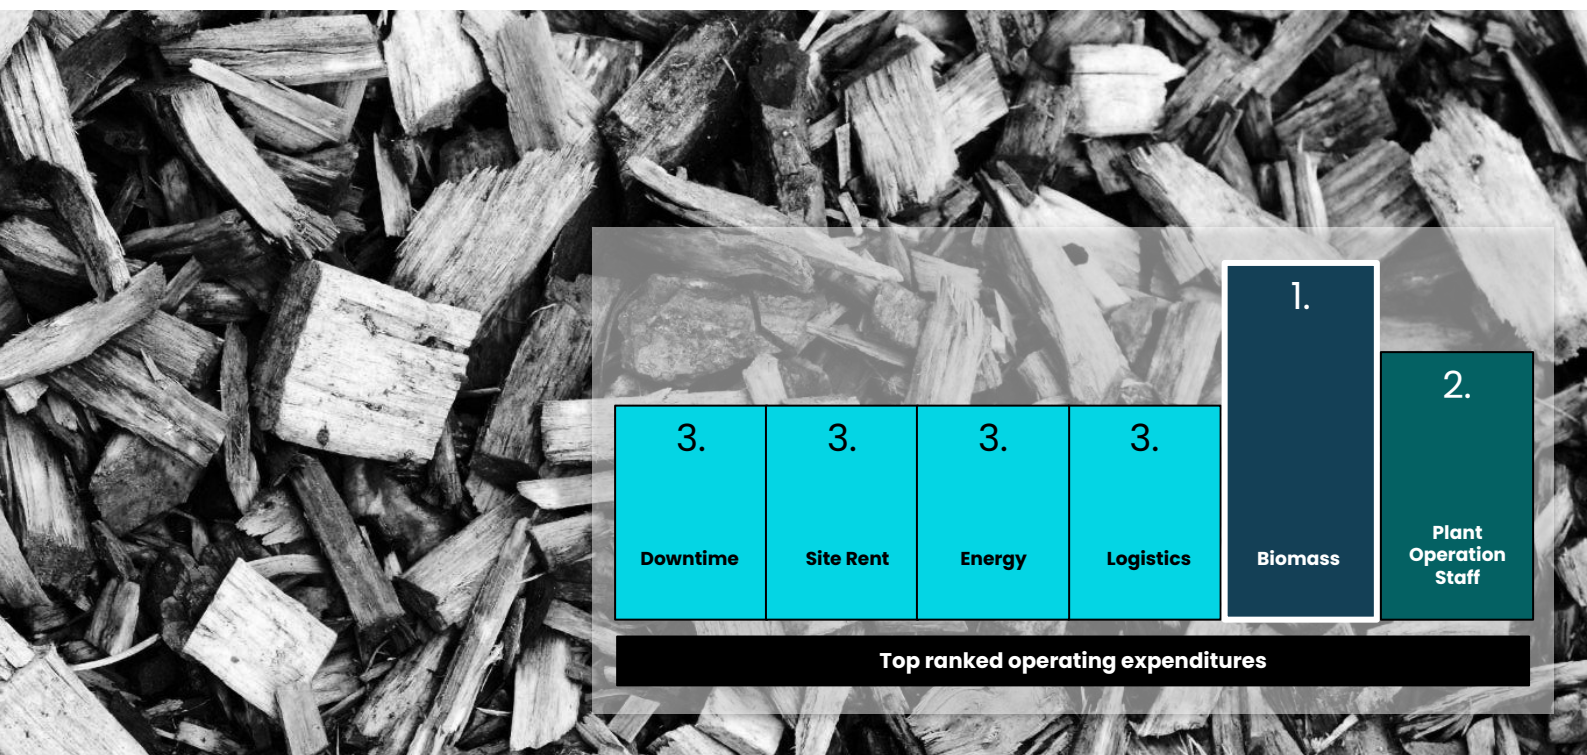 1.
2.
3.
3.
3.
3.
Downtime
Site Rent
Energy
Logistics
Biomass
Plant
Operation
Staff
Top ranked operating expenditures